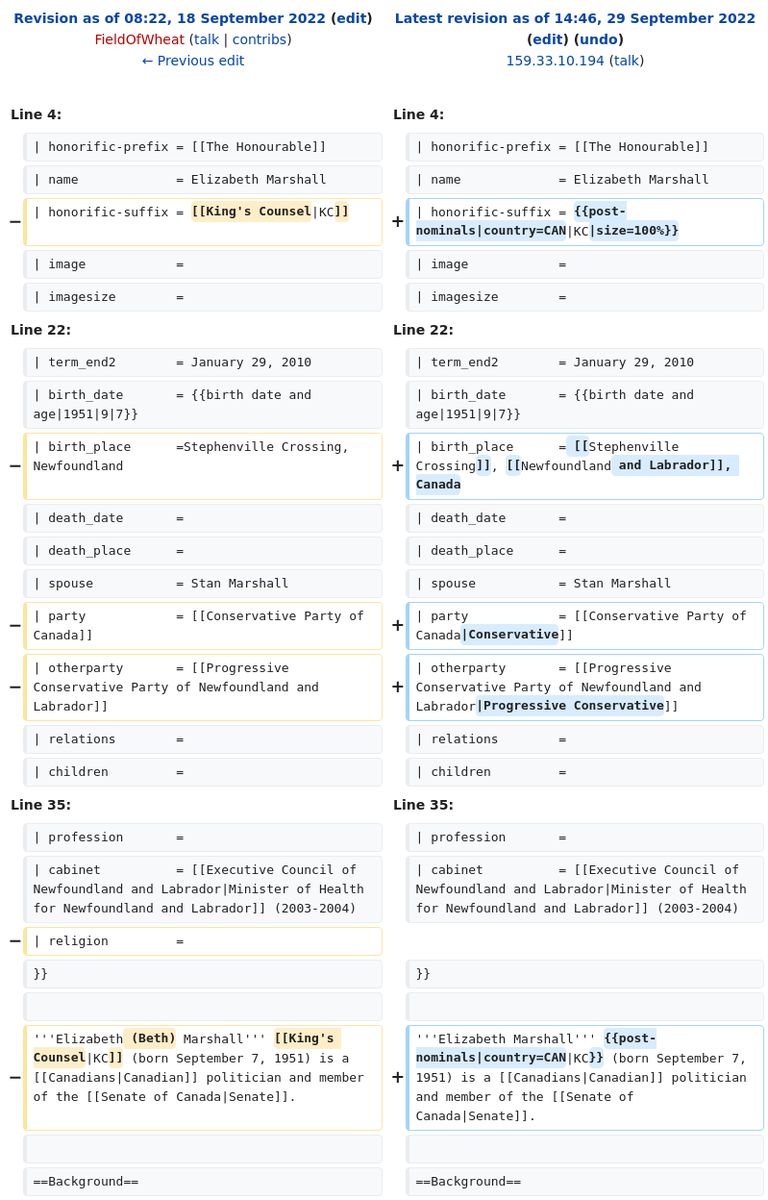 Revision as of 08:22, 18 September 2022 (edit)
FieldOfWheat (talk | contribs)
← Previous edit
Latest revision as of 14:46, 29 September 2022
(edit) (undo)
159.33.10.194 (talk)
Line 4:
Line 4:
| honorific-prefix = [[The Honourable]]
| honorific-prefix = [[The Honourable]]
| name             = Elizabeth Marshall
| name             = Elizabeth Marshall
− | honorific-suffix = [[King's Counsel|KC]]
+ | honorific-suffix = {{post-
nominals|country=CAN|KC|size=100%}}
| image            =
| image            =
| imagesize        =
| imagesize        =
Line 22:
Line 22:
| term_end2        = January 29, 2010
| term_end2        = January 29, 2010
| birth_date       = {{birth date and
age|1951|9|7}}
| birth_date       = {{birth date and
age|1951|9|7}}
− | birth_place      =Stephenville Crossing,
Newfoundland
+ | birth_place      = [[Stephenville
Crossing]], [[Newfoundland and Labrador]],
Canada
| death_date       =
| death_date       =
| death_place      =
| death_place      =
| spouse           = Stan Marshall
| spouse           = Stan Marshall
− | party            = [[Conservative Party of
Canada]]
+ | party            = [[Conservative Party of
Canada|Conservative]]
− | otherparty       = [[Progressive
Conservative Party of Newfoundland and
Labrador]]
+ | otherparty       = [[Progressive
Conservative Party of Newfoundland and
Labrador|Progressive Conservative]]
| relations        =
| relations        =
| children         =
| children         =
Line 35:
Line 35:
| profession       =
| profession       =
| cabinet          = [[Executive Council of
Newfoundland and Labrador|Minister of Health
for Newfoundland and Labrador]] (2003-2004)
| cabinet          = [[Executive Council of
Newfoundland and Labrador|Minister of Health
for Newfoundland and Labrador]] (2003-2004)
− | religion         =
}}
}}
− '''Elizabeth (Beth) Marshall''' [[King's
Counsel|KC]] (born September 7, 1951) is a
[[Canadians|Canadian]] politician and member
of the [[Senate of Canada|Senate]].
+ '''Elizabeth Marshall''' {{post-
nominals|country=CAN|KC}} (born September 7,
1951) is a [[Canadians|Canadian]] politician
and member of the [[Senate of
Canada|Senate]].
==Background==
==Background==